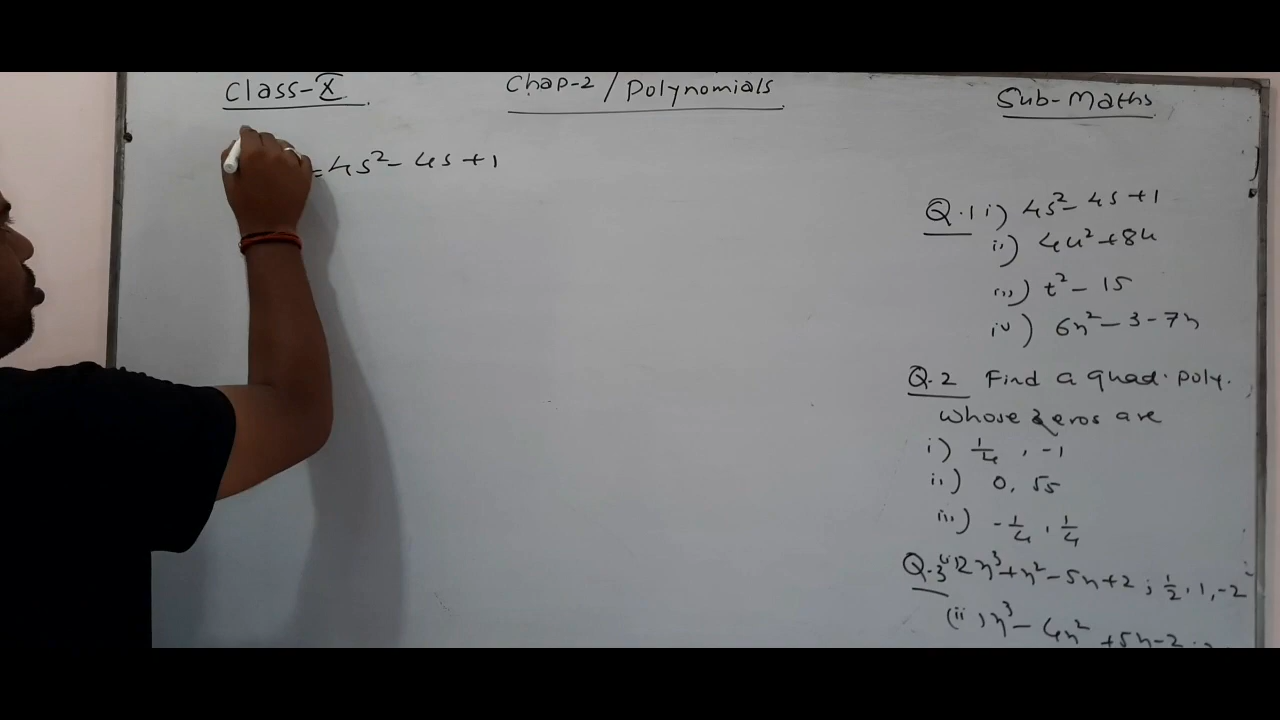 Class-X
Chap-2 / Polynomials
Sub-Maths
= 4s² - 4s + 1
Q.1 i) 4s² - 4s + 1
ii) 4u² + 8u
iii) t² - 15
iv) 6x² - 3 - 7x
Q.2 Find a quad. poly.
whose zeros are
i) 1/4 , -1
ii) 0, √5
iii) -1/4 , 1/4
Q.3 (i) 2x³ + x² - 5x + 2 ; 1/2 , 1, -2
(ii) x³ - 4x² + 5x - 2